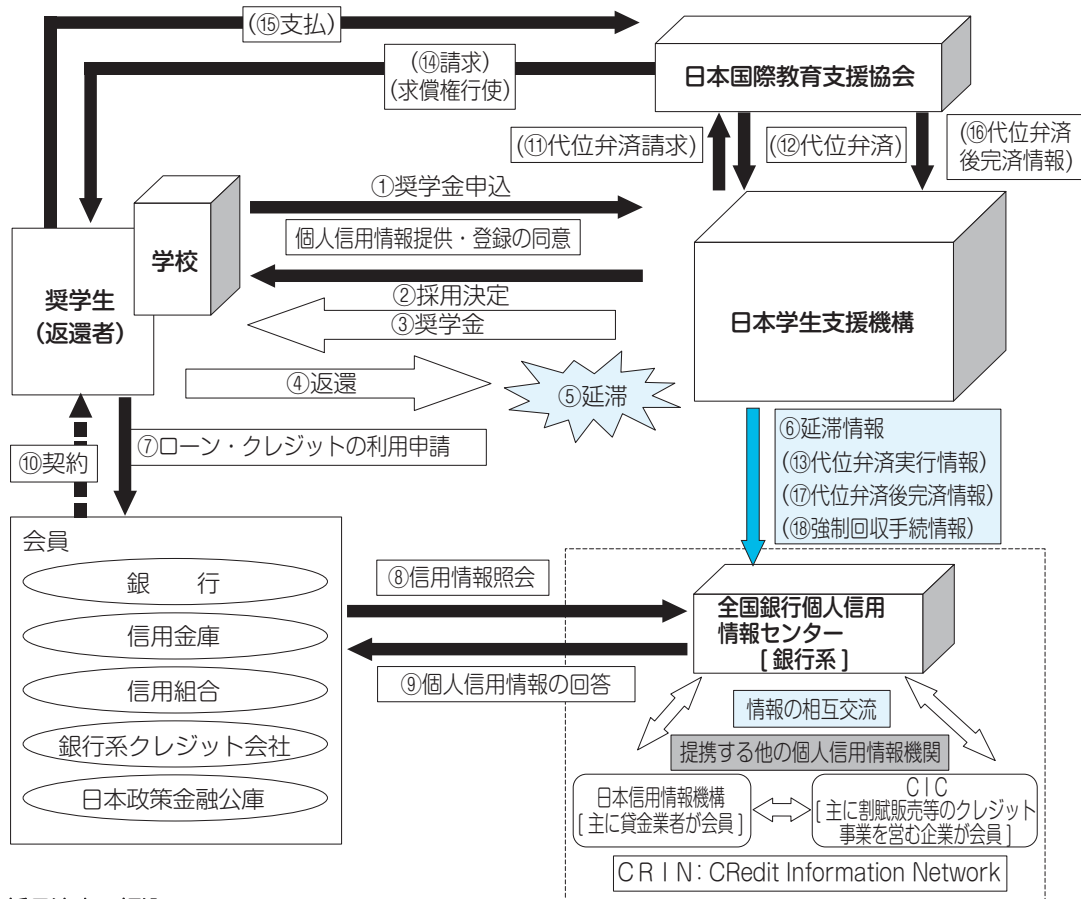 (⑮支払)
(⑭請求)
(求償権行使)
日本国際教育支援協会
(⑪代位弁済請求)
(⑫代位弁済)
(⑯代位弁済
後完済情報)
①奨学金申込
個人信用情報提供・登録の同意
学校
奨学生
(返還者)
②採用決定
③奨学金
日本学生支援機構
④返還
⑤延滞
⑥延滞情報
(⑬代位弁済実行情報)
(⑰代位弁済後完済情報)
(⑱強制回収手続情報)
⑦ローン・クレジットの利用申請
⑩契約
会員
銀　行
信用金庫
信用組合
銀行系クレジット会社
日本政策金融公庫
⑧信用情報照会
⑨個人信用情報の回答
全国銀行個人信用
情報センター
[銀行系]
情報の相互交流
提携する他の個人信用情報機関
日本信用情報機構
[主に貸金業者が会員]
CIC
[主に割賦販売等のクレジット
事業を営む企業が会員]
CRIN:CRedit Information Network